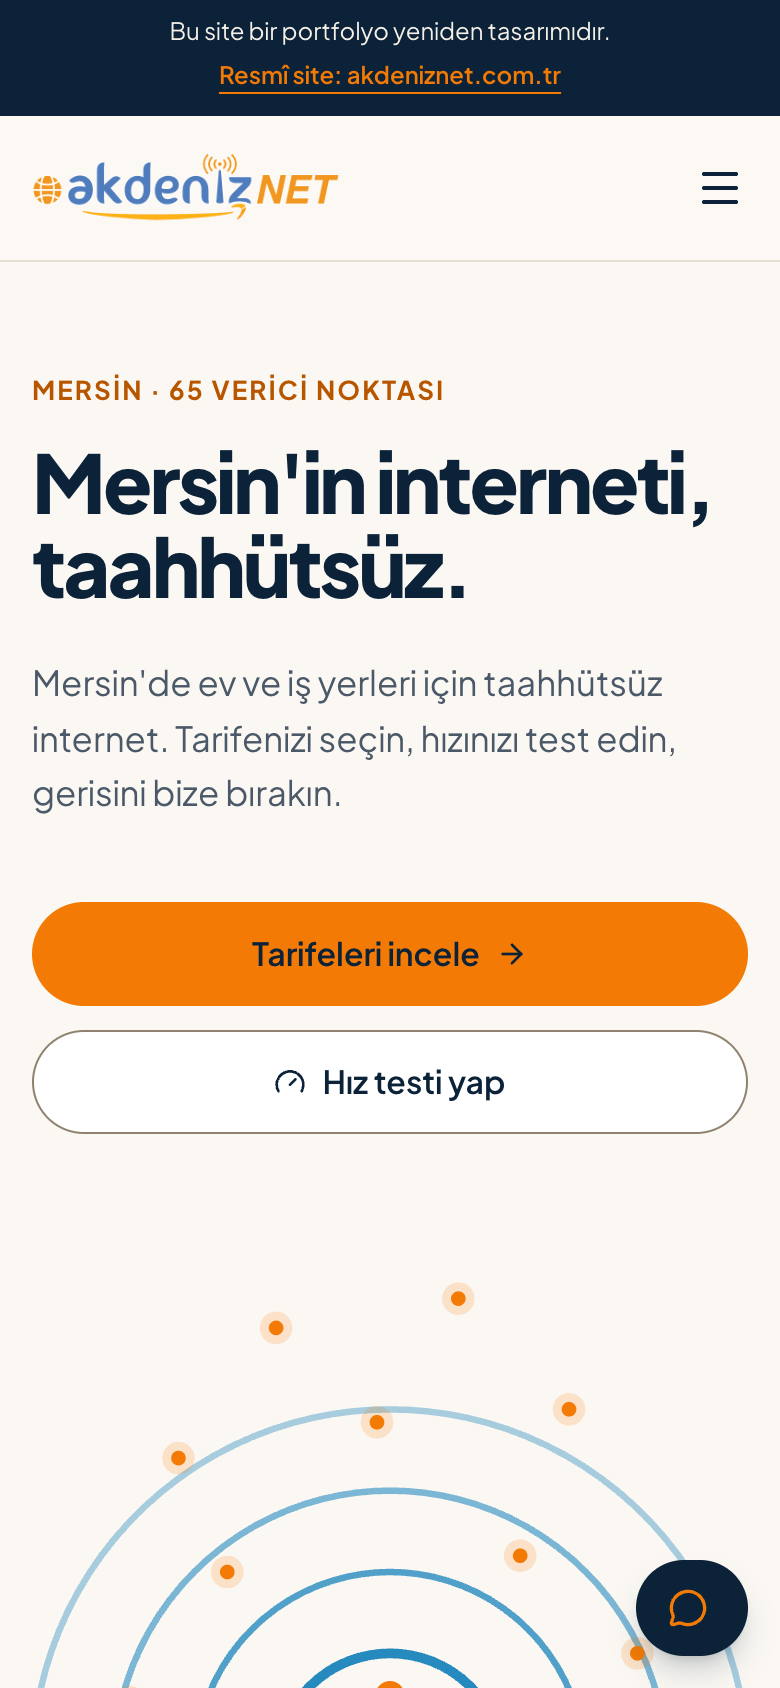 Bu site bir portfolyo yeniden tasarımıdır.
Resmî site: akdeniznet.com.tr
akdenizNET
MERSİN · 65 VERİCİ NOKTASI
Mersin'in interneti,
taahhütsüz.
Mersin'de ev ve iş yerleri için taahhütsüz
internet. Tarifenizi seçin, hızınızı test edin,
gerisini bize bırakın.
Tarifeleri incele
Hız testi yap